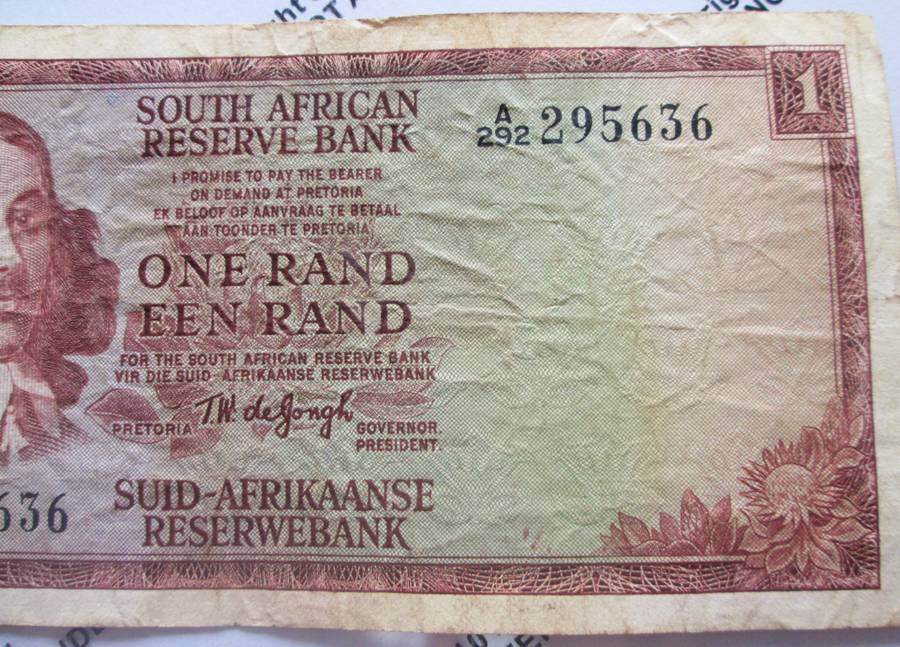 SOUTH AFRICAN
RESERVE BANK
A
292 295636
1
I PROMISE TO PAY THE BEARER
ON DEMAND AT PRETORIA
EK BELOOF OP AANVRAAG TE BETAAL
AAN TOONDER TE PRETORIA
ONE RAND
EEN RAND
FOR THE SOUTH AFRICAN RESERVE BANK
VIR DIE SUID-AFRIKAANSE RESERWEBANK
T.W. de Jongh
PRETORIA
GOVERNOR.
PRESIDENT.
636
SUID-AFRIKAANSE
RESERWEBANK